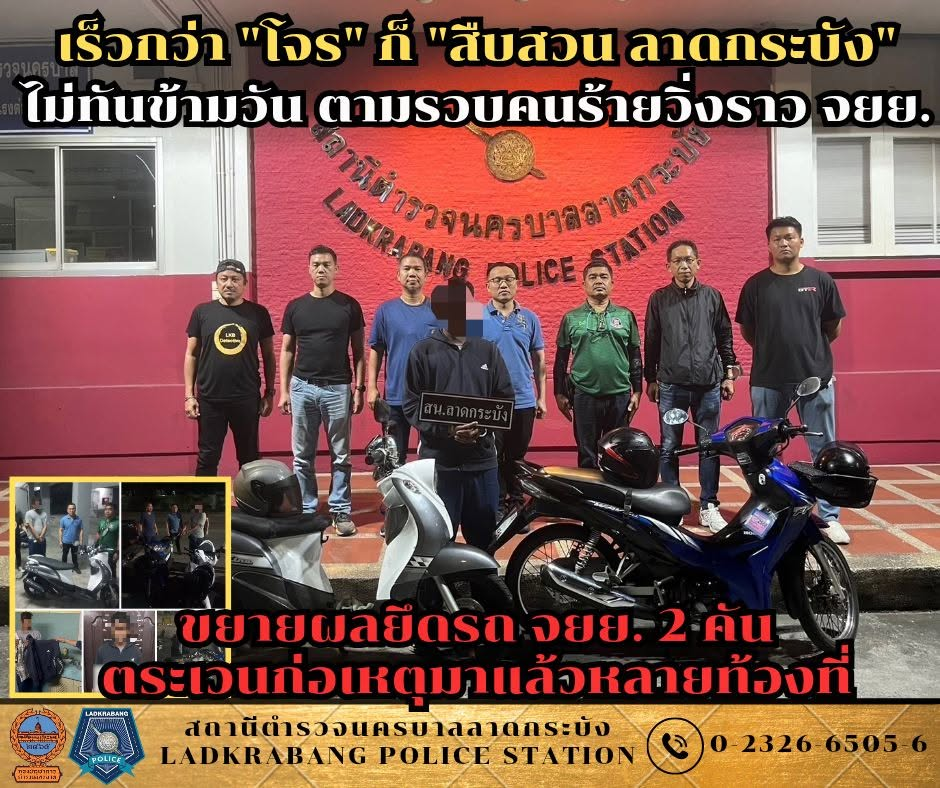 เร็วกว่า "โจร" ก็ "สืบสวน ลาดกระบัง"
ไม่ทันข้ามวัน ตามรวบคนร้ายวิ่งราว จยย.
สถานีตำรวจนครบาลลาดกระบัง
LADKRABANG POLICE STATION
LKB
Detective
GTR
สน.ลาดกระบัง
ขยายผลยึดรถ จยย. 2 คัน
ตระเวนก่อเหตุมาแล้วหลายท้องที่
LADKRABANG
POLICE
สถานีตำรวจนครบาลลาดกระบัง
LADKRABANG POLICE STATION
0 2326-6505-6